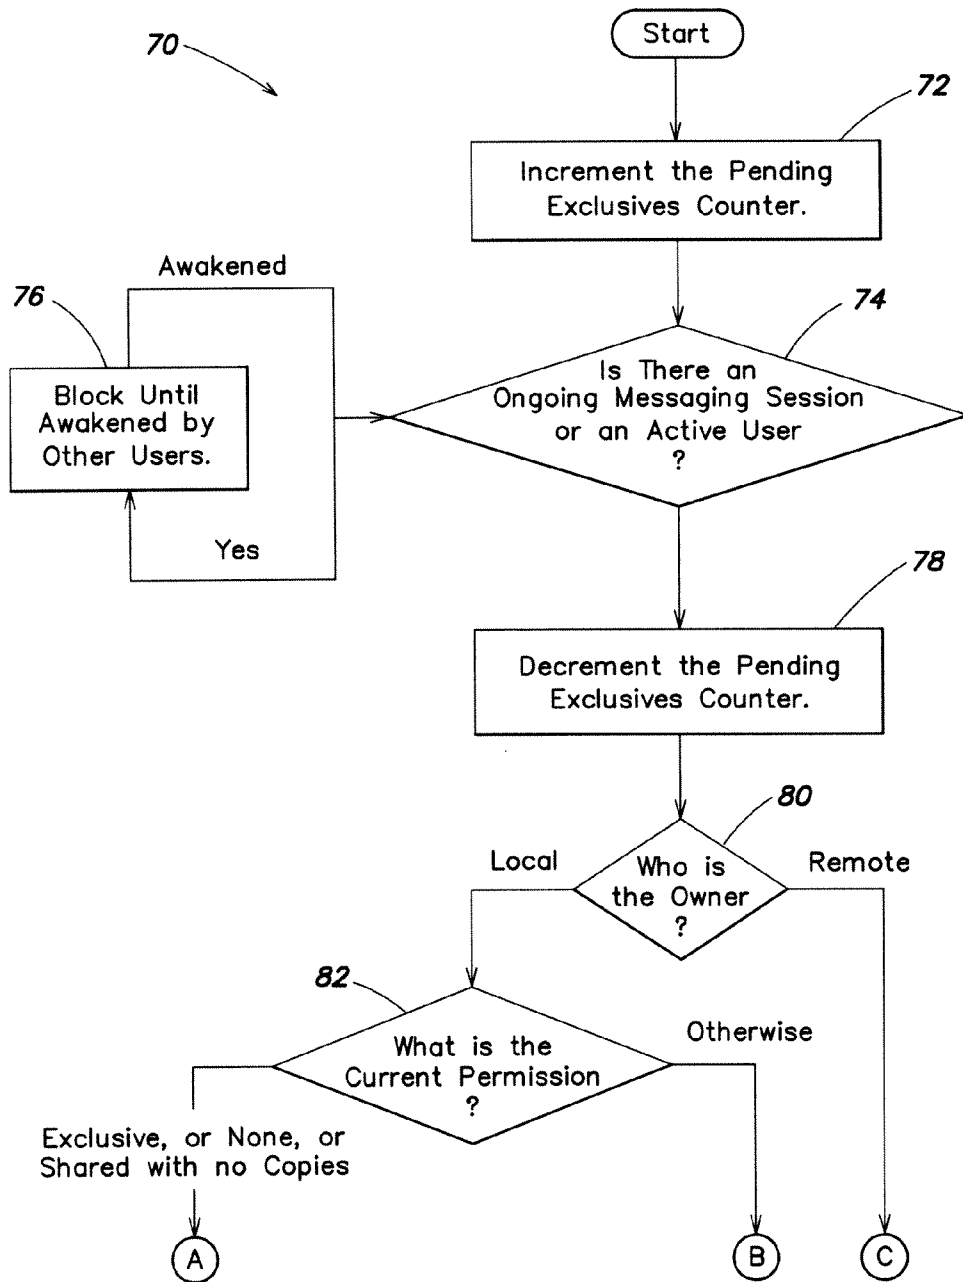 70
Start
72
Increment the Pending
Exclusives Counter.
Awakened
76
74
Block Until
Awakened by
Other Users.
Is There an
Ongoing Messaging Session
or an Active User
?
Yes
78
Decrement the Pending
Exclusives Counter.
80
Local
Who is
the Owner
?
Remote
82
What is the
Current Permission
?
Otherwise
Exclusive, or None, or
Shared with no Copies
A
B
C